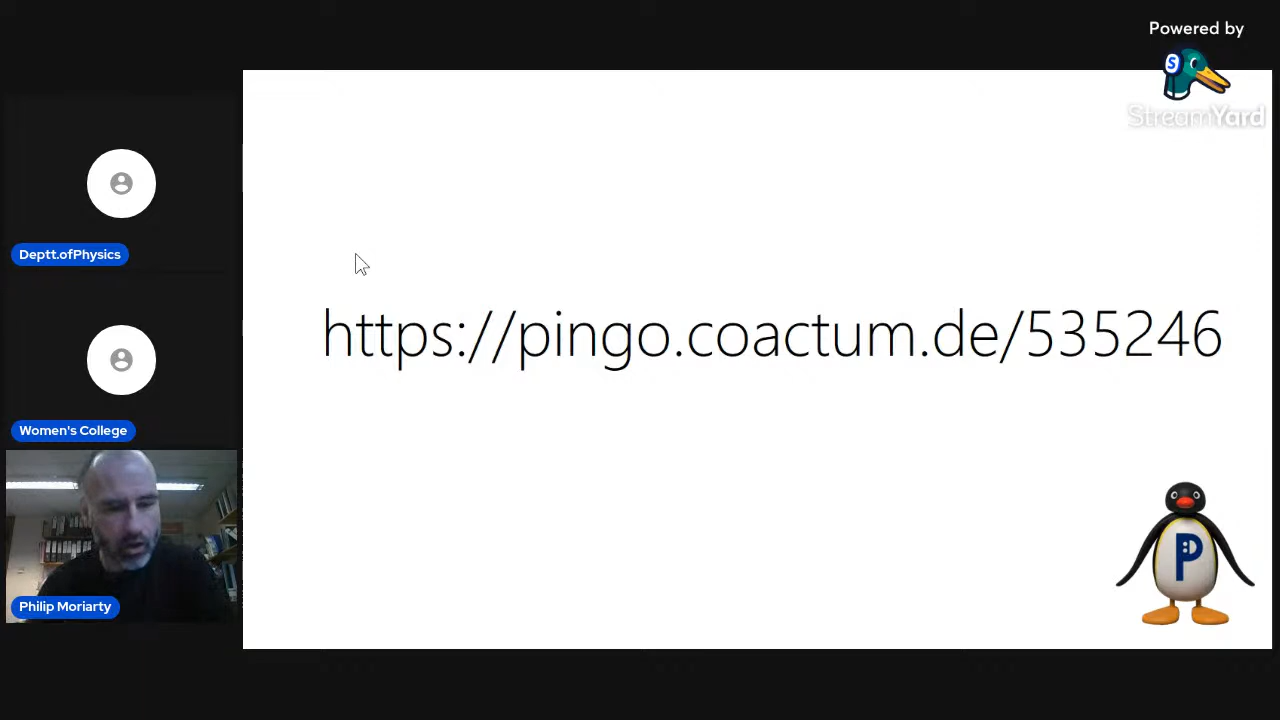 Powered by
S
StreamYard
Deptt.ofPhysics
https://pingo.coactum.de/535246
Women's College
P
Philip Moriarty